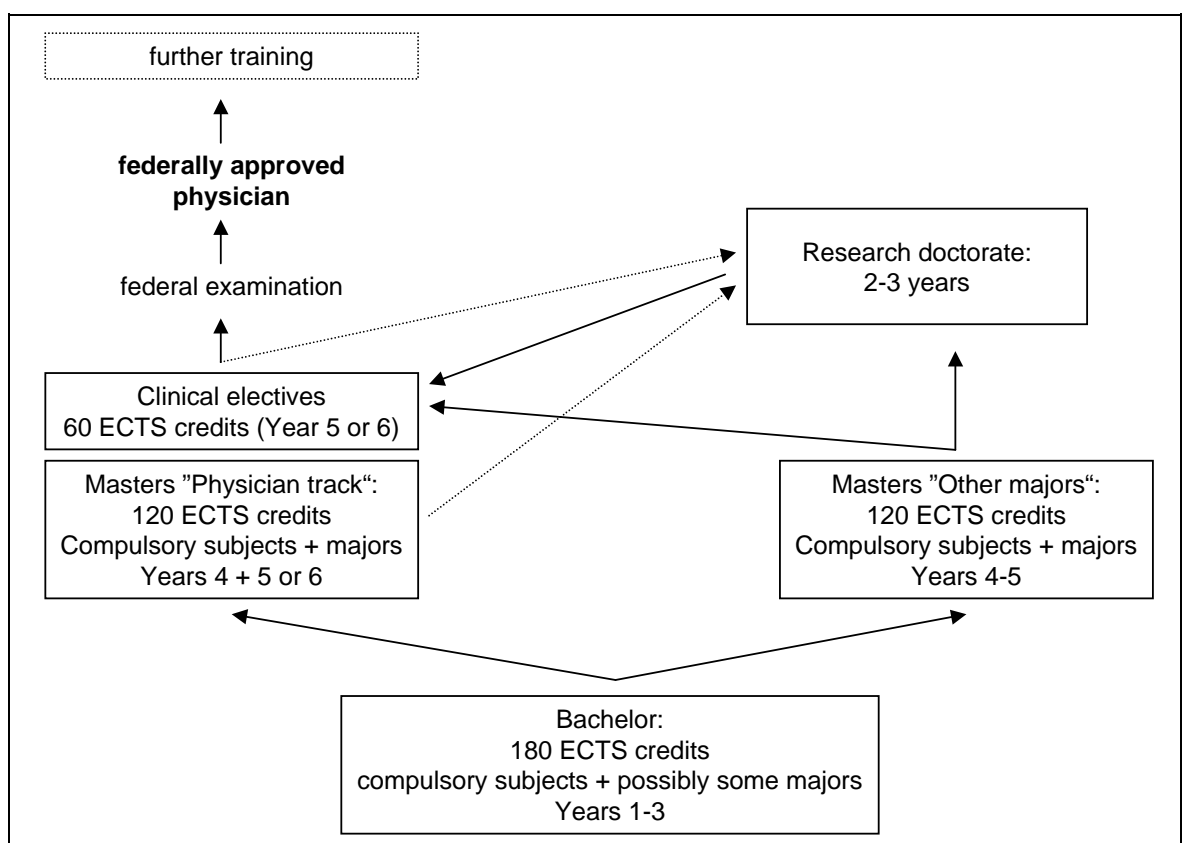 further training
federally approved
physician
federal examination
Research doctorate:
2-3 years
Clinical electives
60 ECTS credits (Year 5 or 6)
Masters ”Physician track“:
120 ECTS credits
Compulsory subjects + majors
Years 4 + 5 or 6
Masters ”Other majors“:
120 ECTS credits
Compulsory subjects + majors
Years 4-5
Bachelor:
180 ECTS credits
compulsory subjects + possibly some majors
Years 1-3